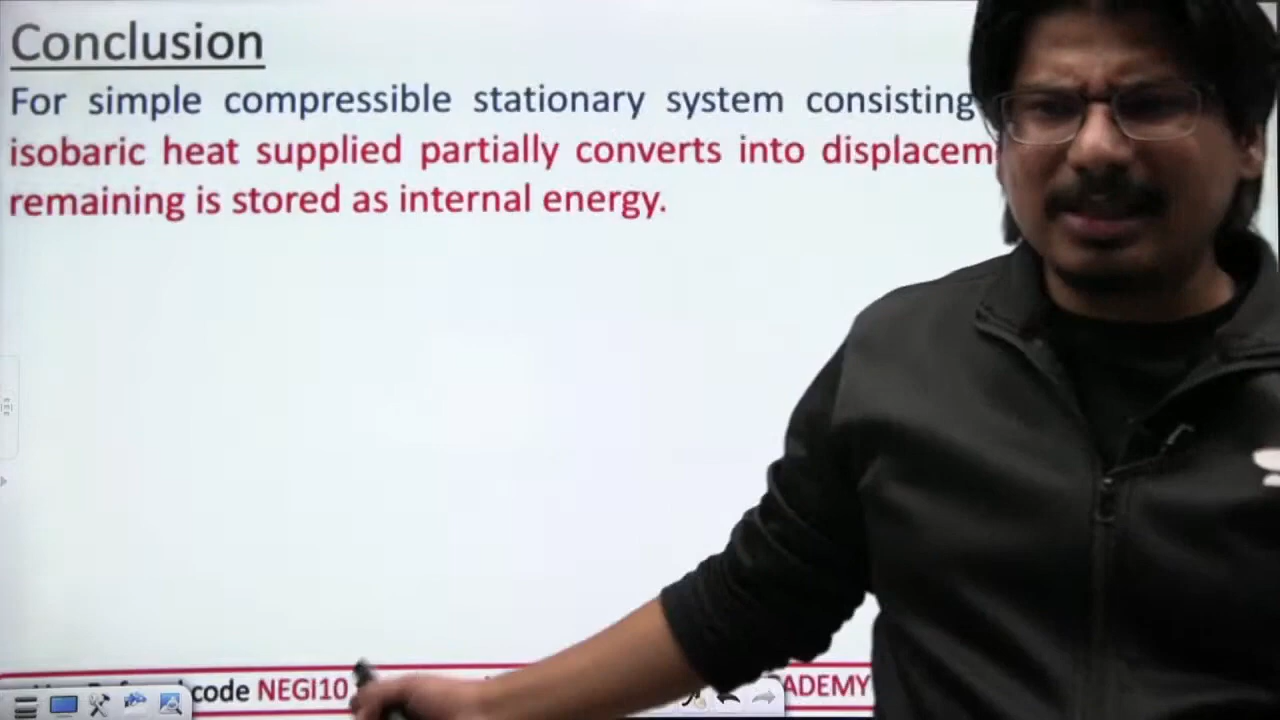 Conclusion
For simple compressible stationary system consisting
isobaric heat supplied partially converts into displacem
remaining is stored as internal energy.
code NEGI10 ADEMY